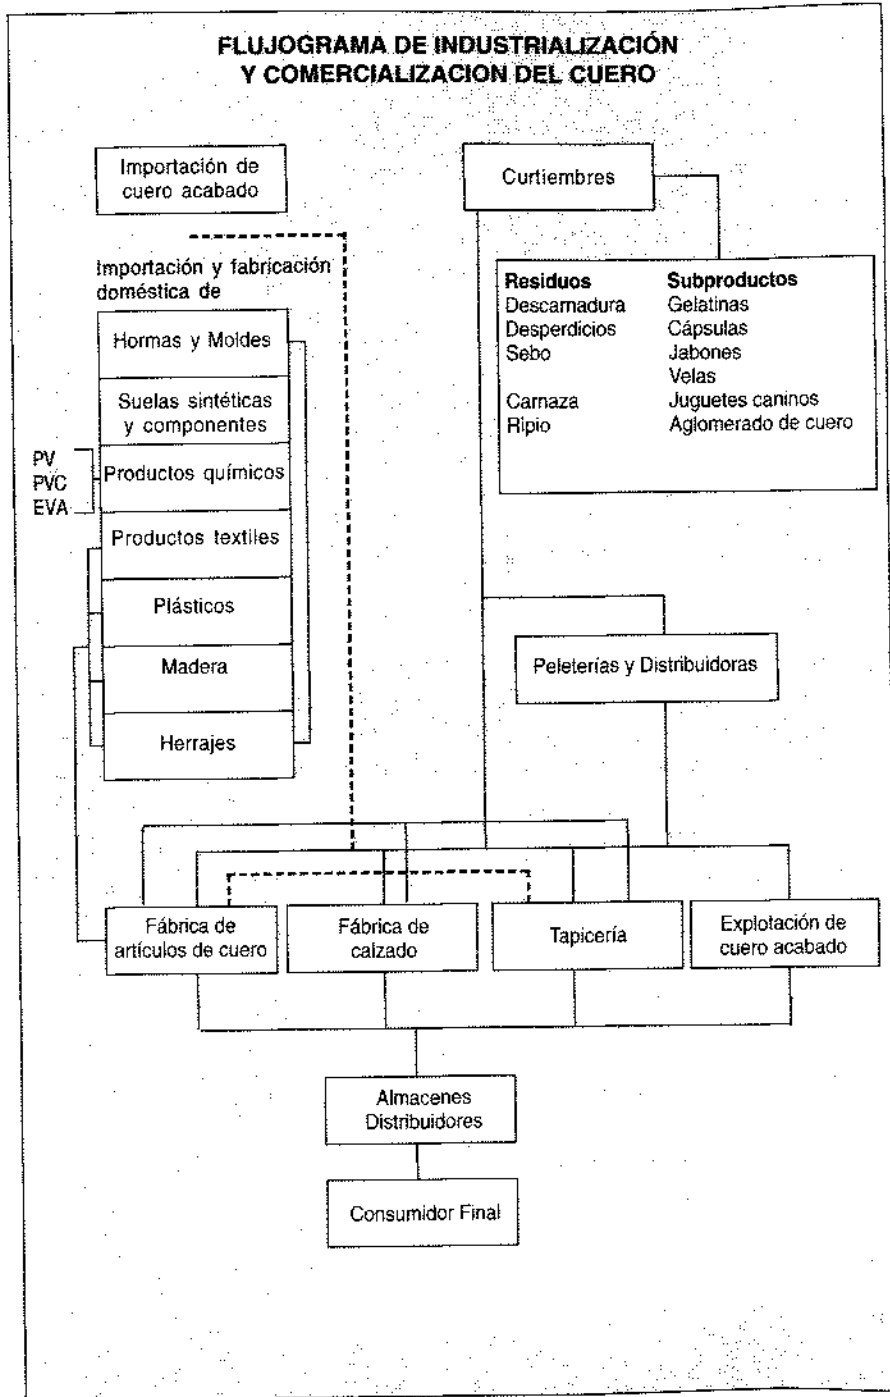 FLUJOGRAMA DE INDUSTRIALIZACIÓN
Y COMERCIALIZACION DEL CUERO
Importación de
cuero acabado
Curtiembres
Importación y fabricación
doméstica de
Hormas y Moldes
Suelas sintéticas
y componentes
PV
PVC
EVA
Productos químicos
Productos textiles
Plásticos
Madera
Herrajes
Residuos Subproductos
Descarnadura Gelatinas
Desperdicios Cápsulas
Sebo Jabones
Velas
Carnaza Juguetes caninos
Ripio Aglomerado de cuero
Peleterías y Distribuidoras
Fábrica de
artículos de cuero
Fábrica de
calzado
Tapicería
Explotación de
cuero acabado
Almacenes
Distribuidores
Consumidor Final